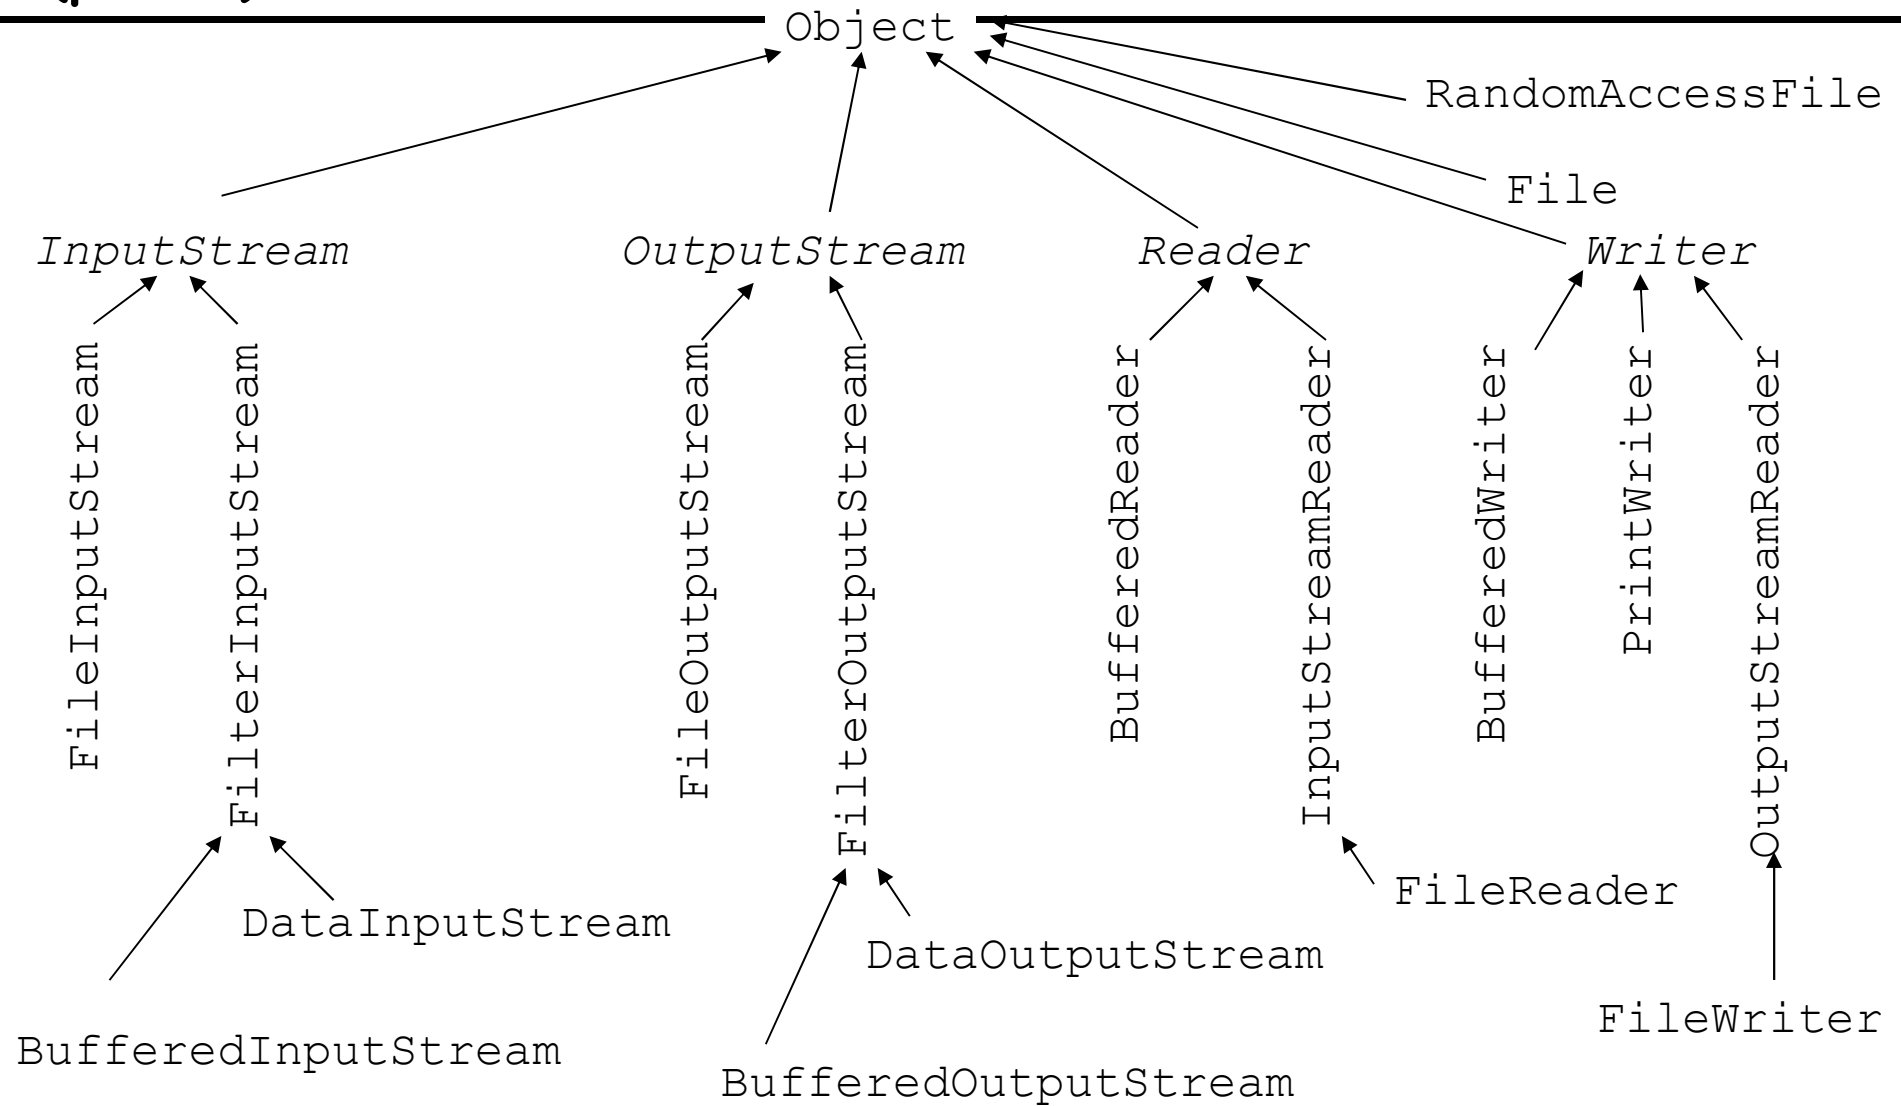 Object
RandomAccessFile
File
InputStream
OutputStream
Reader
Writer
FileInputStream
FilterInputStream
FileOutputStream
FilterOutputStream
BufferedReader
InputStreamReader
BufferedWriter
PrintWriter
OutputStreamReader
FileReader
DataInputStream
DataOutputStream
FileWriter
BufferedInputStream
BufferedOutputStream